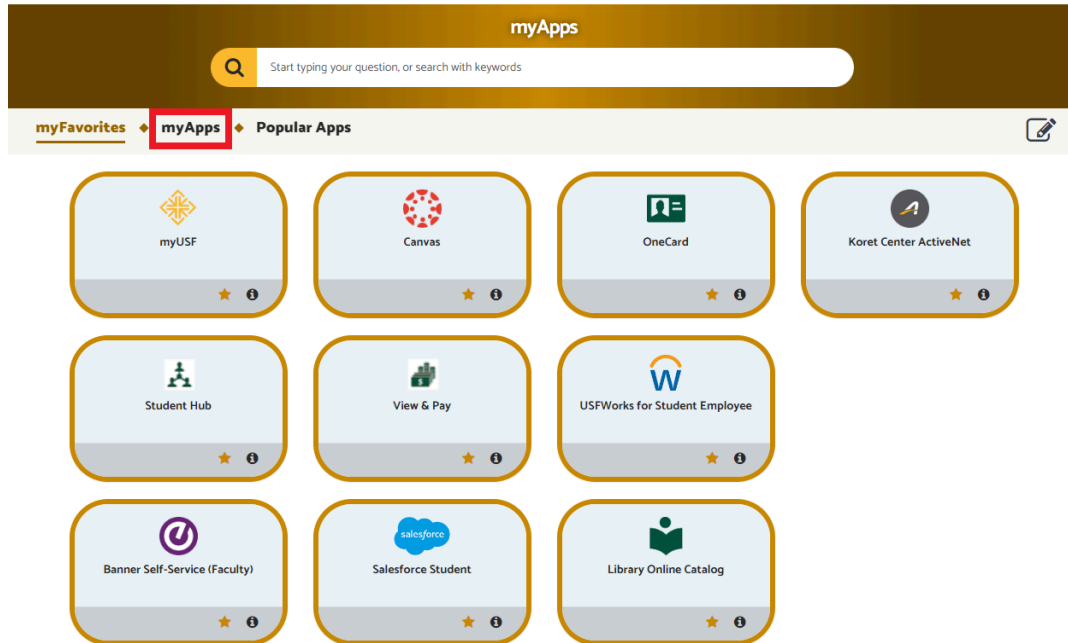 myApps
Start typing your question, or search with keywords
myFavorites ◆ myApps ◆ Popular Apps
myUSF
Canvas
OneCard
Koret Center ActiveNet
Student Hub
View & Pay
USFWorks for Student Employee
Banner Self-Service (Faculty)
salesforce
Salesforce Student
Library Online Catalog